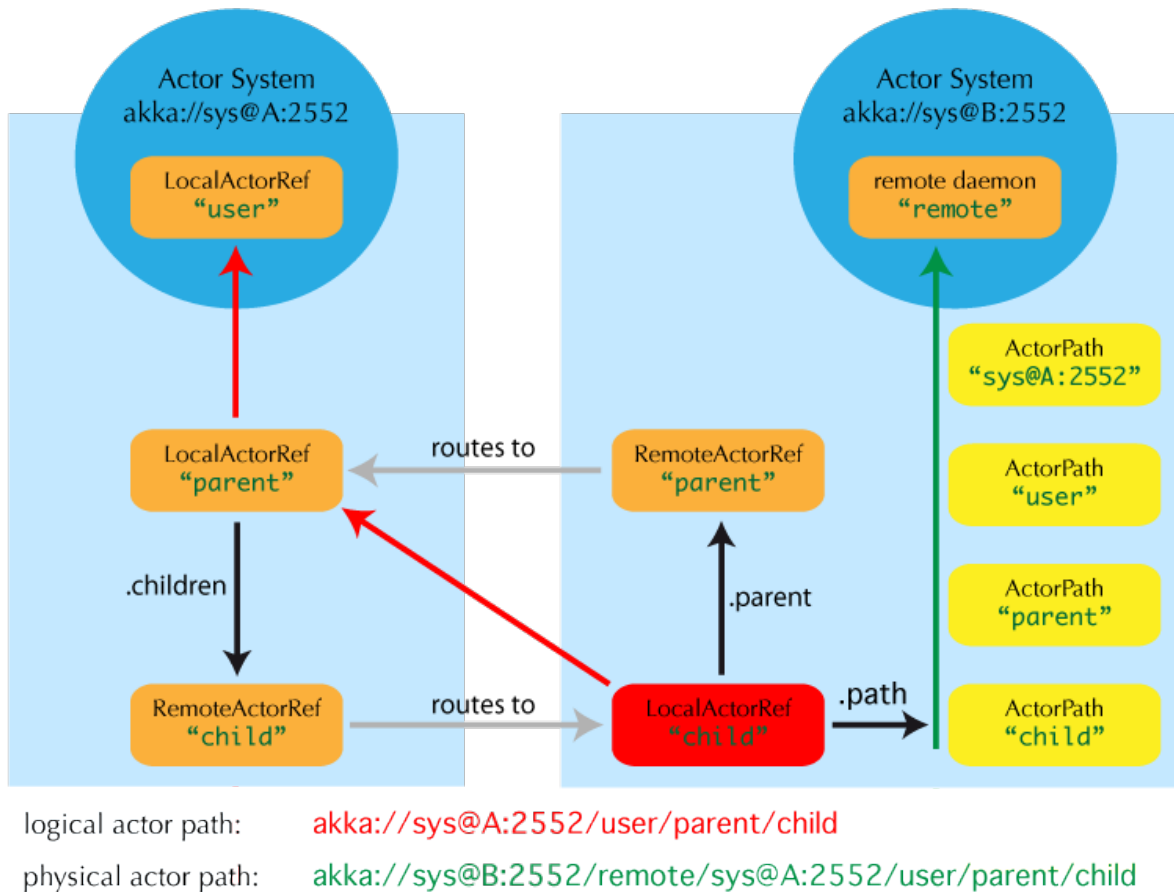 Actor System
akka://sys@A:2552
LocalActorRef
“user”
Actor System
akka://sys@B:2552
remote daemon
“remote”
ActorPath
“sys@A:2552”
LocalActorRef
“parent”
routes to
RemoteActorRef
“parent”
ActorPath
“user”
.children
.parent
ActorPath
“parent”
RemoteActorRef
“child”
routes to
LocalActorRef
“child”
.path
ActorPath
“child”
logical actor path: akka://sys@A:2552/user/parent/child
physical actor path: akka://sys@B:2552/remote/sys@A:2552/user/parent/child